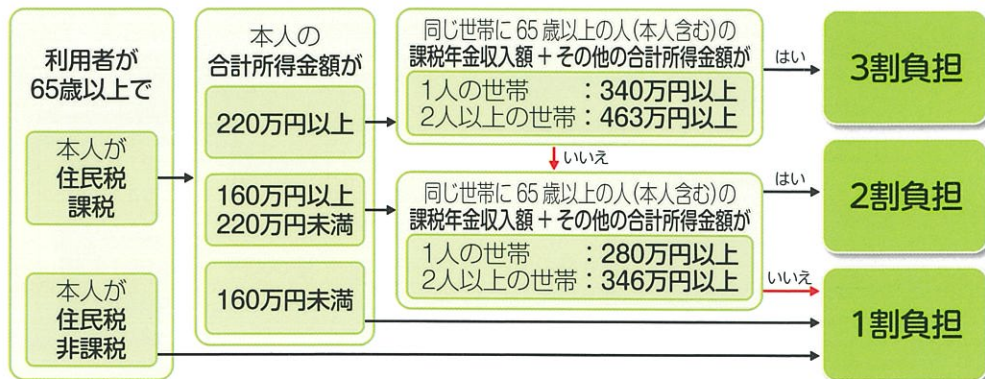 利用者が
65歳以上で
本人が
住民税
課税
本人が
住民税
非課税
本人の
合計所得金額が
220万円以上
160万円以上
220万円未満
160万円未満
同じ世帯に65歳以上の人(本人含む)の
課税年金収入額+その他の合計所得金額が
1人の世帯 :340万円以上
2人以上の世帯:463万円以上
はい
いいえ
同じ世帯に65歳以上の人(本人含む)の
課税年金収入額+その他の合計所得金額が
1人の世帯 :280万円以上
2人以上の世帯:346万円以上
はい
いいえ
3割負担
2割負担
1割負担